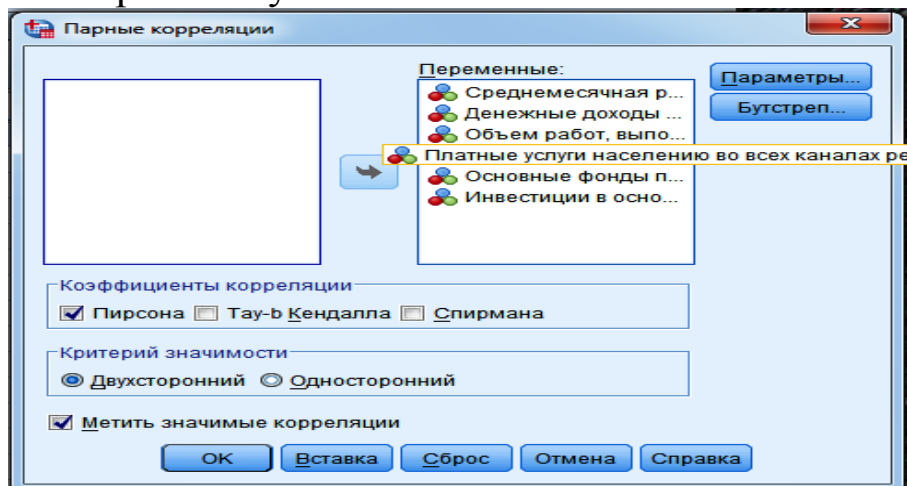 Парные корреляции
Переменные:
Среднемесячная р...
Денежные доходы ...
Объем работ, выпо...
Платные услуги населению во всех каналах ре
Основные фонды п...
Инвестиции в осно...
Параметры...
Бутстреп...
Коэффициенты корреляции
Пирсона Тау-b Кендалла Спирмана
Критерий значимости
Двухсторонний Односторонний
Метить значимые корреляции
OK Вставка Сброс Отмена Справка